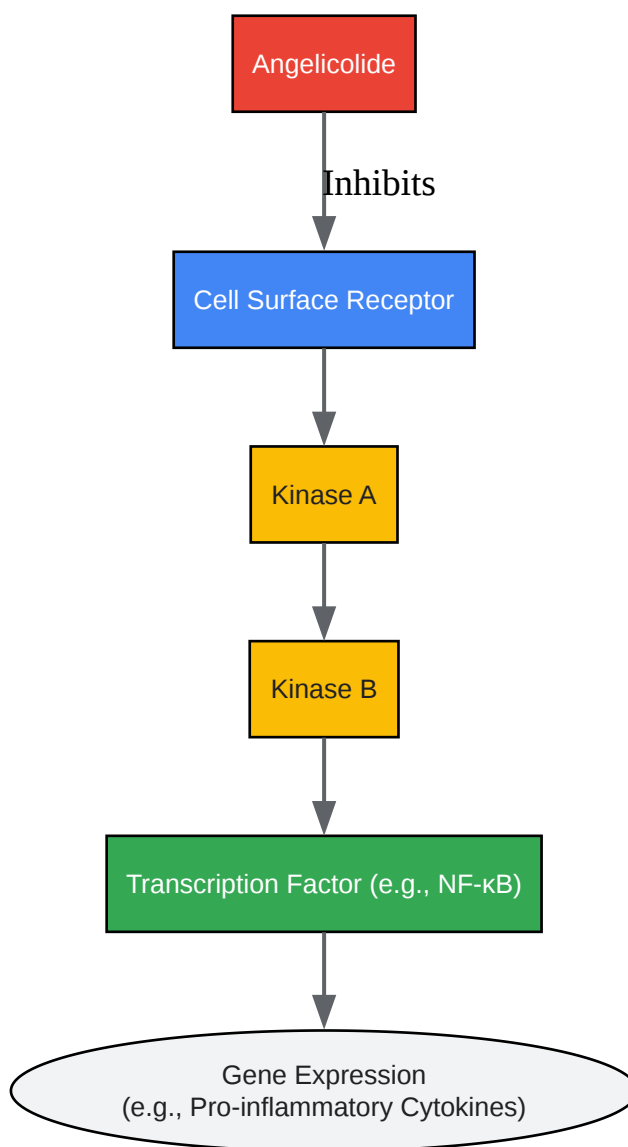 Angelicolide
Inhibits
Cell Surface Receptor
Kinase A
Kinase B
Transcription Factor (e.g., NF-κB)
Gene Expression
(e.g., Pro-inflammatory Cytokines)